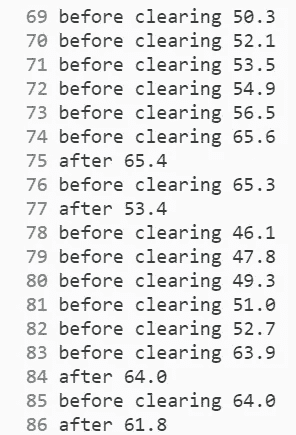 69 before clearing 50.3
70 before clearing 52.1
71 before clearing 53.5
72 before clearing 54.9
73 before clearing 56.5
74 before clearing 65.6
75 after 65.4
76 before clearing 65.3
77 after 53.4
78 before clearing 46.1
79 before clearing 47.8
80 before clearing 49.3
81 before clearing 51.0
82 before clearing 52.7
83 before clearing 63.9
84 after 64.0
85 before clearing 64.0
86 after 61.8